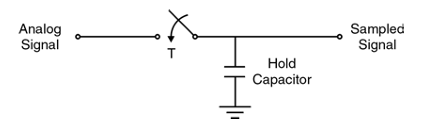 Analog
Signal
T
Sampled
Signal
Hold
Capacitor